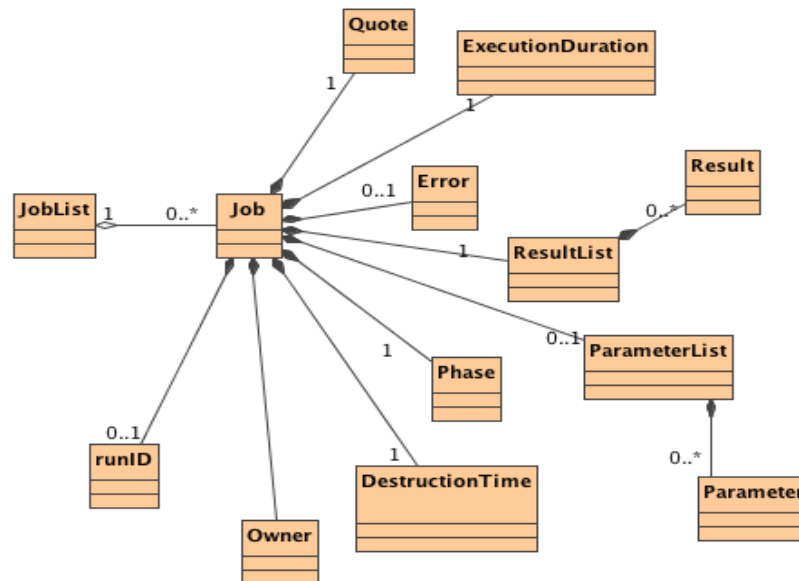 Quote
ExecutionDuration
1
1
Error
0..1
Result
0..*
JobList
1
0..*
Job
1
ResultList
0..1
ParameterList
1
Phase
0..1
runID
1
DestructionTime
0..*
Parameter
Owner